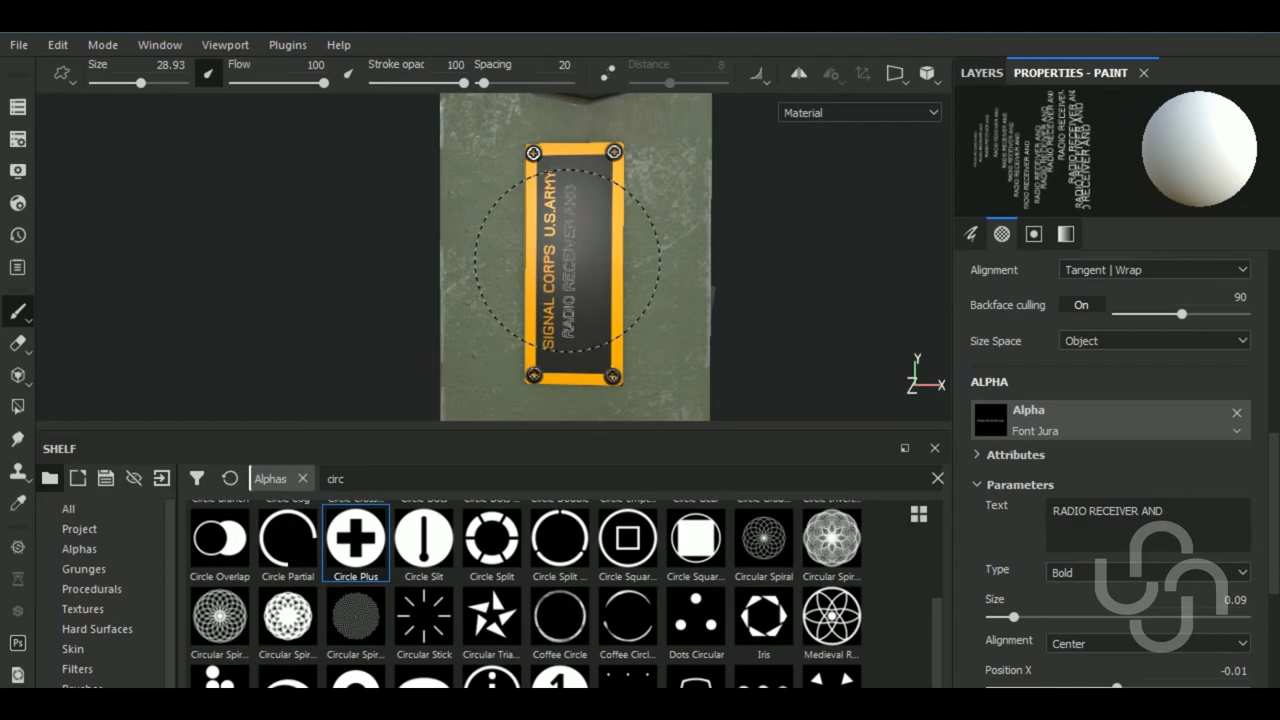 File Edit Mode Window Viewport Plugins Help
Size 28.93 Flow 100 Stroke opac 100 Spacing 20 Distance 8
LAYERS PROPERTIES - PAINT
Material
RADIO RECEIVER AND
SIGNAL CORPS U.S.ARMY
RADIO RECEIVER AND
Y
Z X
Alignment Tangent | Wrap
Backface culling On 90
Size Space Object
ALPHA
Alpha
Font Jura
Attributes
Parameters
Text RADIO RECEIVER AND
Type Bold
Size 0.09
Alignment Center
Position X -0.01
SHELF
Alphas circ
All
Project
Alphas
Grunges
Procedurals
Textures
Hard Surfaces
Skin
Filters
Circle Overlap Circle Partial Circle Plus Circle Slit Circle Split Circle Split ... Circle Squar... Circle Squar... Circular Spiral Circular Spir...
Circular Spir... Circular Spir... Circular Spir... Circular Stick Circular Tria... Coffee Circle Coffee Circl... Dots Circular Iris Medieval R...
Ps